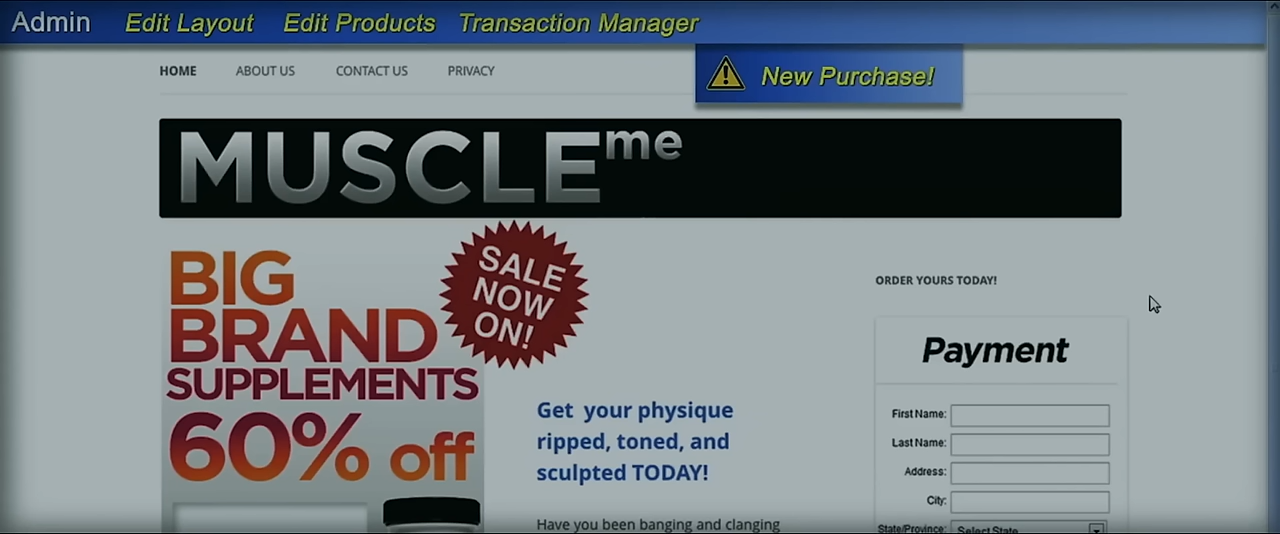 Admin Edit Layout Edit Products Transaction Manager
New Purchase!
HOME ABOUT US CONTACT US PRIVACY
MUSCLEme
BIG
BRAND
SUPPLEMENTS
60% off
SALE
NOW
ON!
Get your physique
ripped, toned, and
sculpted TODAY!
Have you been banging and clanging
ORDER YOURS TODAY!
Payment
First Name:
Last Name:
Address:
City:
State/Province: Select State